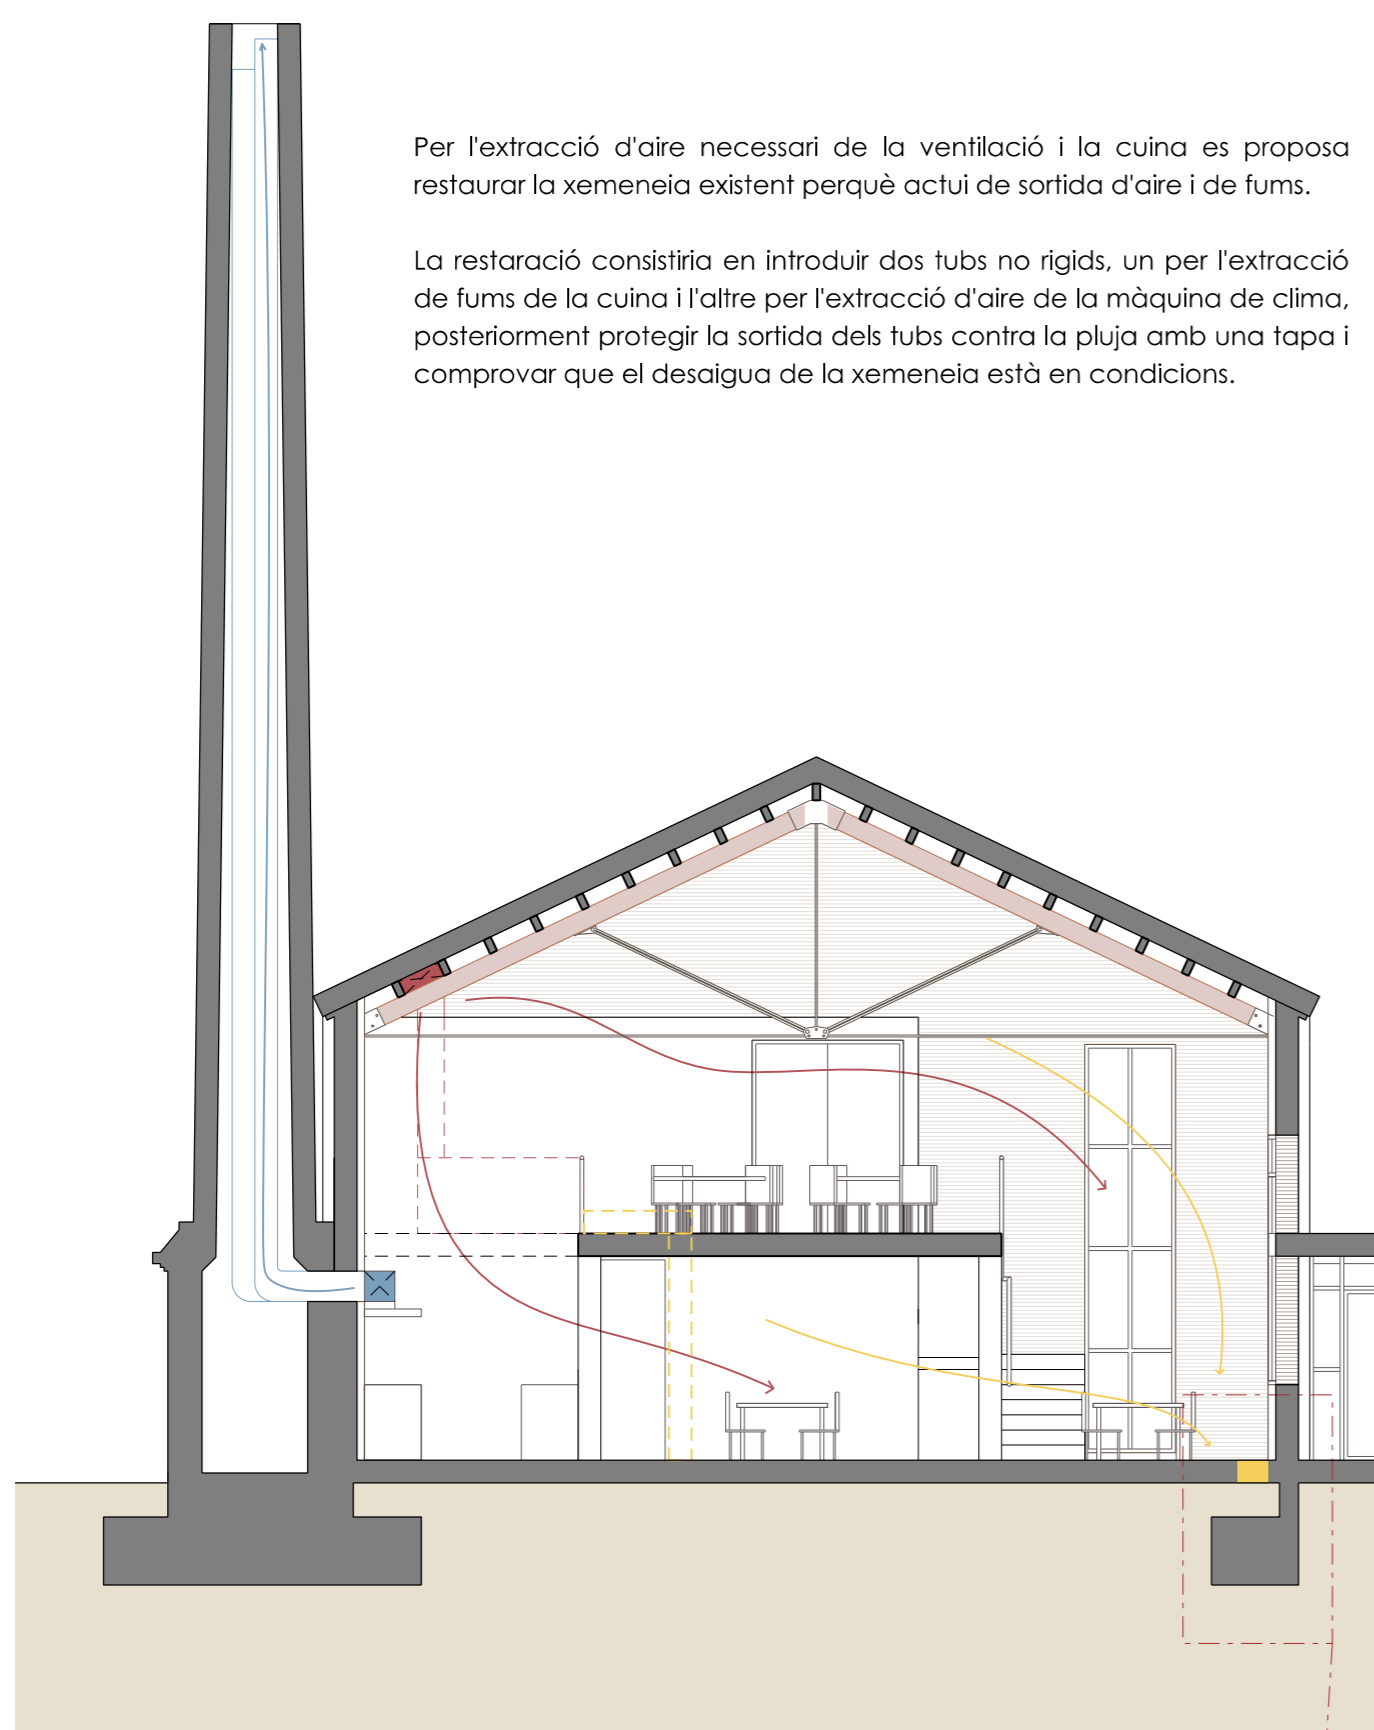 Per l'extracció d'aire necessari de la ventilació i la cuina es proposa
restaurar la xemeneia existent perquè actui de sortida d'aire i de fums.
La restaració consistiria en introduir dos tubs no rigids, un per l'extracció
de fums de la cuina i l'altre per l'extracció d'aire de la màquina de clima,
posteriorment protegir la sortida dels tubs contra la pluja amb una tapa i
comprovar que el desaigua de la xemeneia està en condicions.